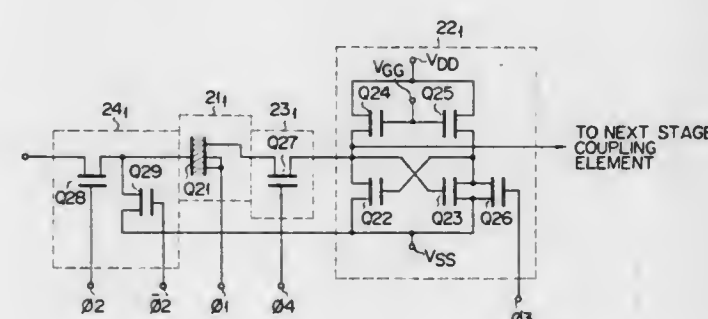 22₁
VDD
VGG
Q24
Q25
24₁
21₁
23₁
Q27
TO NEXT STAGE
COUPLING
ELEMENT
Q28
Q29
Q21
Q22
Q23
Q26
VSS
Ø2
Ø̄2
Ø1
Ø4
Ø3